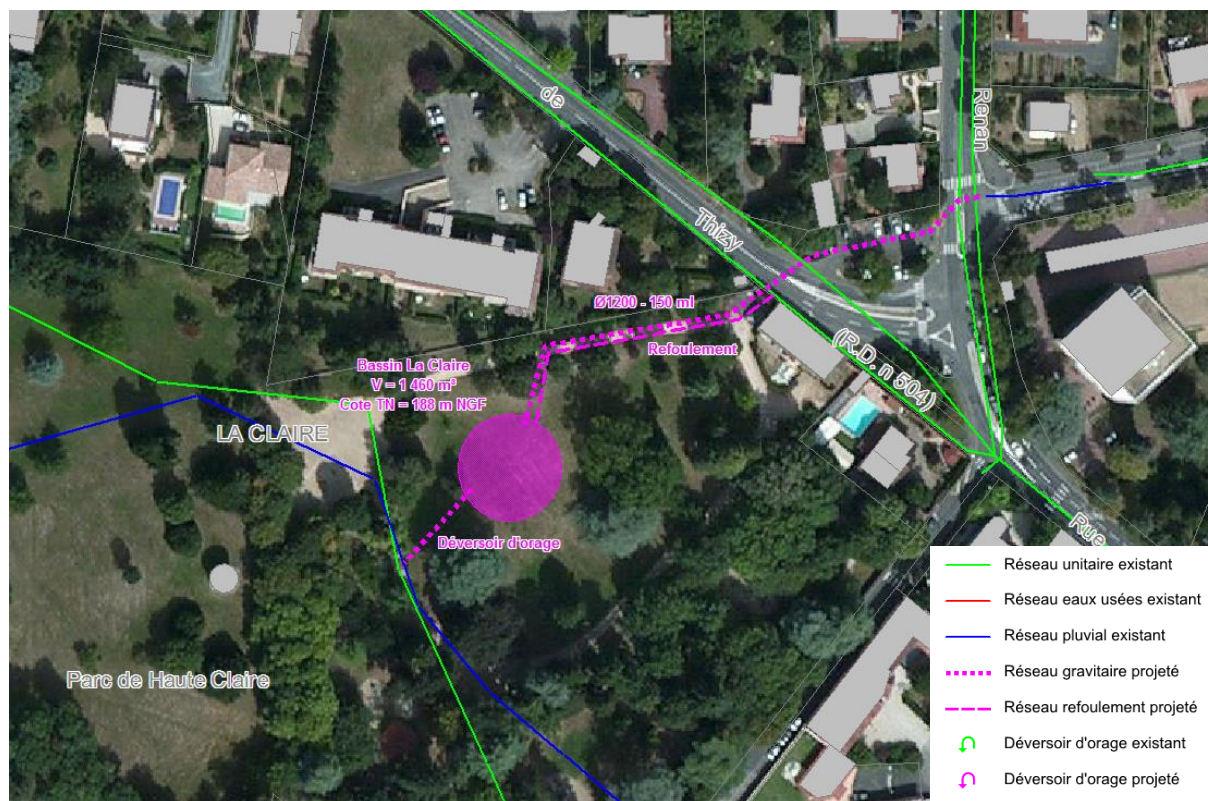 de
Renan
Thizy
Ø1200 - 150 ml
Refoulement
(R.D. n 504)
Bassin La Claire
V = 1 460 m³
Cote TN = 188 m NGF
LA CLAIRE
Déversoir d'orage
Rue
Parc de Haute Claire
Réseau unitaire existant
Réseau eaux usées existant
Réseau pluvial existant
Réseau gravitaire projeté
Réseau refoulement projeté
Déversoir d'orage existant
Déversoir d'orage projeté